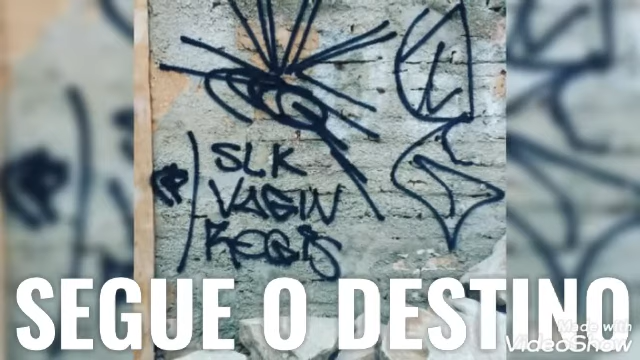 SLK
VAGIN
REGIS
SEGUE O DESTINO
Made with
VideoShow